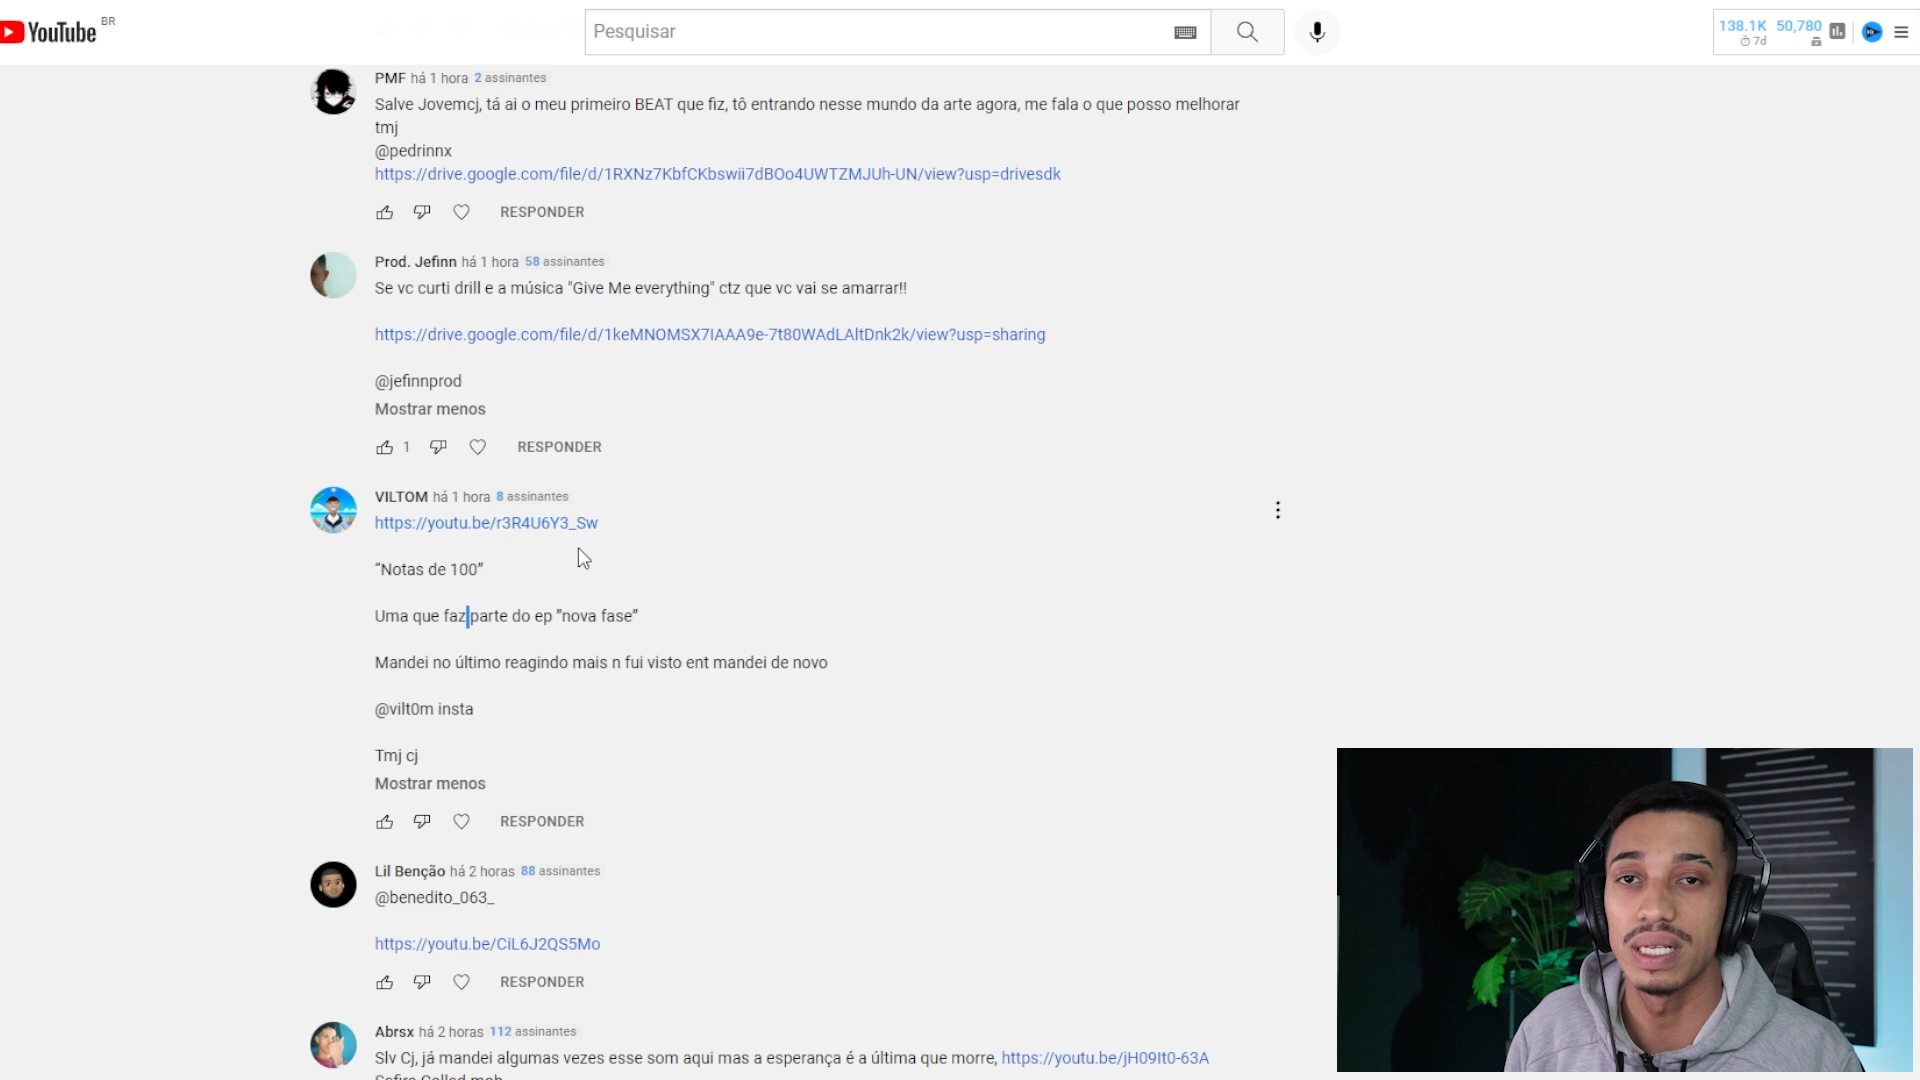 YouTube BR
Pesquisar
138.1K 50,780
7d
PMF há 1 hora 2 assinantes
Salve Jovemcj, tá ai o meu primeiro BEAT que fiz, tô entrando nesse mundo da arte agora, me fala o que posso melhorar
tmj
@pedrinnx
https://drive.google.com/file/d/1RXNz7KbfCKbswii7dBOo4UWTZMJUh-UN/view?usp=drivesdk
RESPONDER
Prod. Jefinn há 1 hora 58 assinantes
Se vc curti drill e a música "Give Me everything" ctz que vc vai se amarrar!!
https://drive.google.com/file/d/1keMNOMSX7IAAA9e-7t80WAdLAltDnk2k/view?usp=sharing
@jefinnprod
Mostrar menos
1 RESPONDER
VILTOM há 1 hora 8 assinantes
https://youtu.be/r3R4U6Y3_Sw
“Notas de 100”
Uma que faz parte do ep ”nova fase”
Mandei no último reagindo mais n fui visto ent mandei de novo
@vilt0m insta
Tmj cj
Mostrar menos
RESPONDER
Lil Benção há 2 horas 88 assinantes
@benedito_063_
https://youtu.be/CiL6J2QS5Mo
RESPONDER
Abrsx há 2 horas 112 assinantes
Slv Cj, já mandei algumas vezes esse som aqui mas a esperança é a última que morre, https://youtu.be/jH09It0-63A